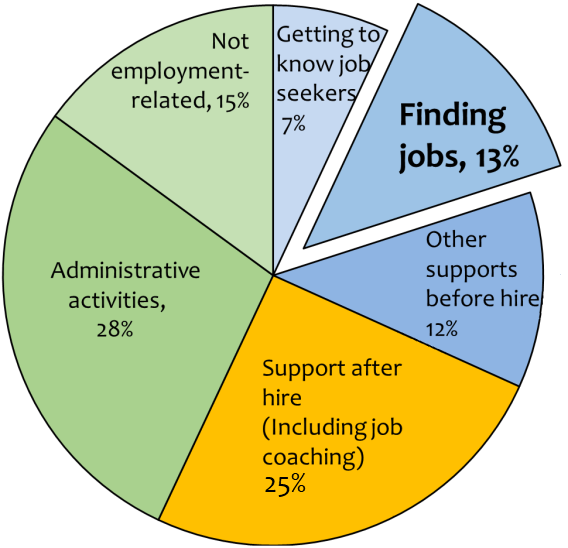 Getting to
know job
seekers
7%
Finding
jobs, 13%
Other
supports
before hire
12%
Support after
hire
(Including job
coaching)
25%
Administrative
activities,
28%
Not
employment-
related, 15%